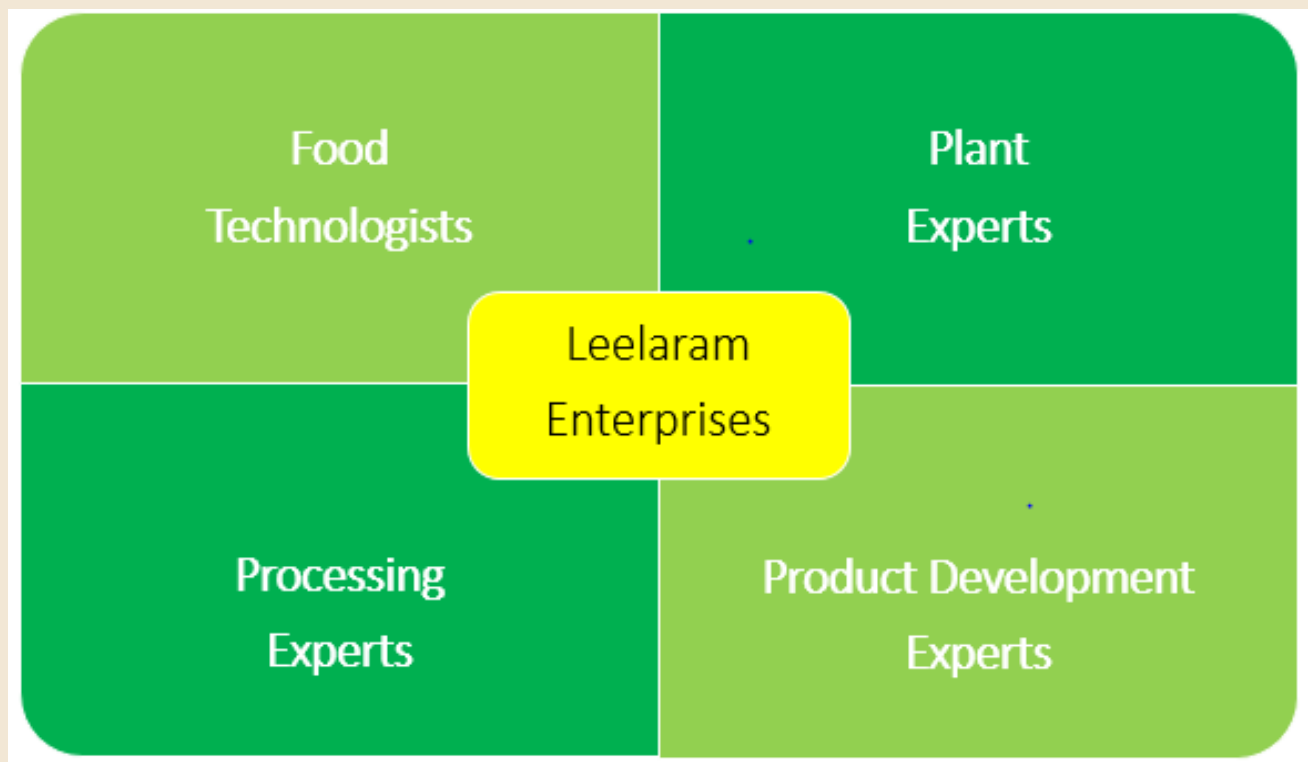 Food
Technologists
Plant
Experts
Leelaram
Enterprises
Processing
Experts
Product Development
Experts